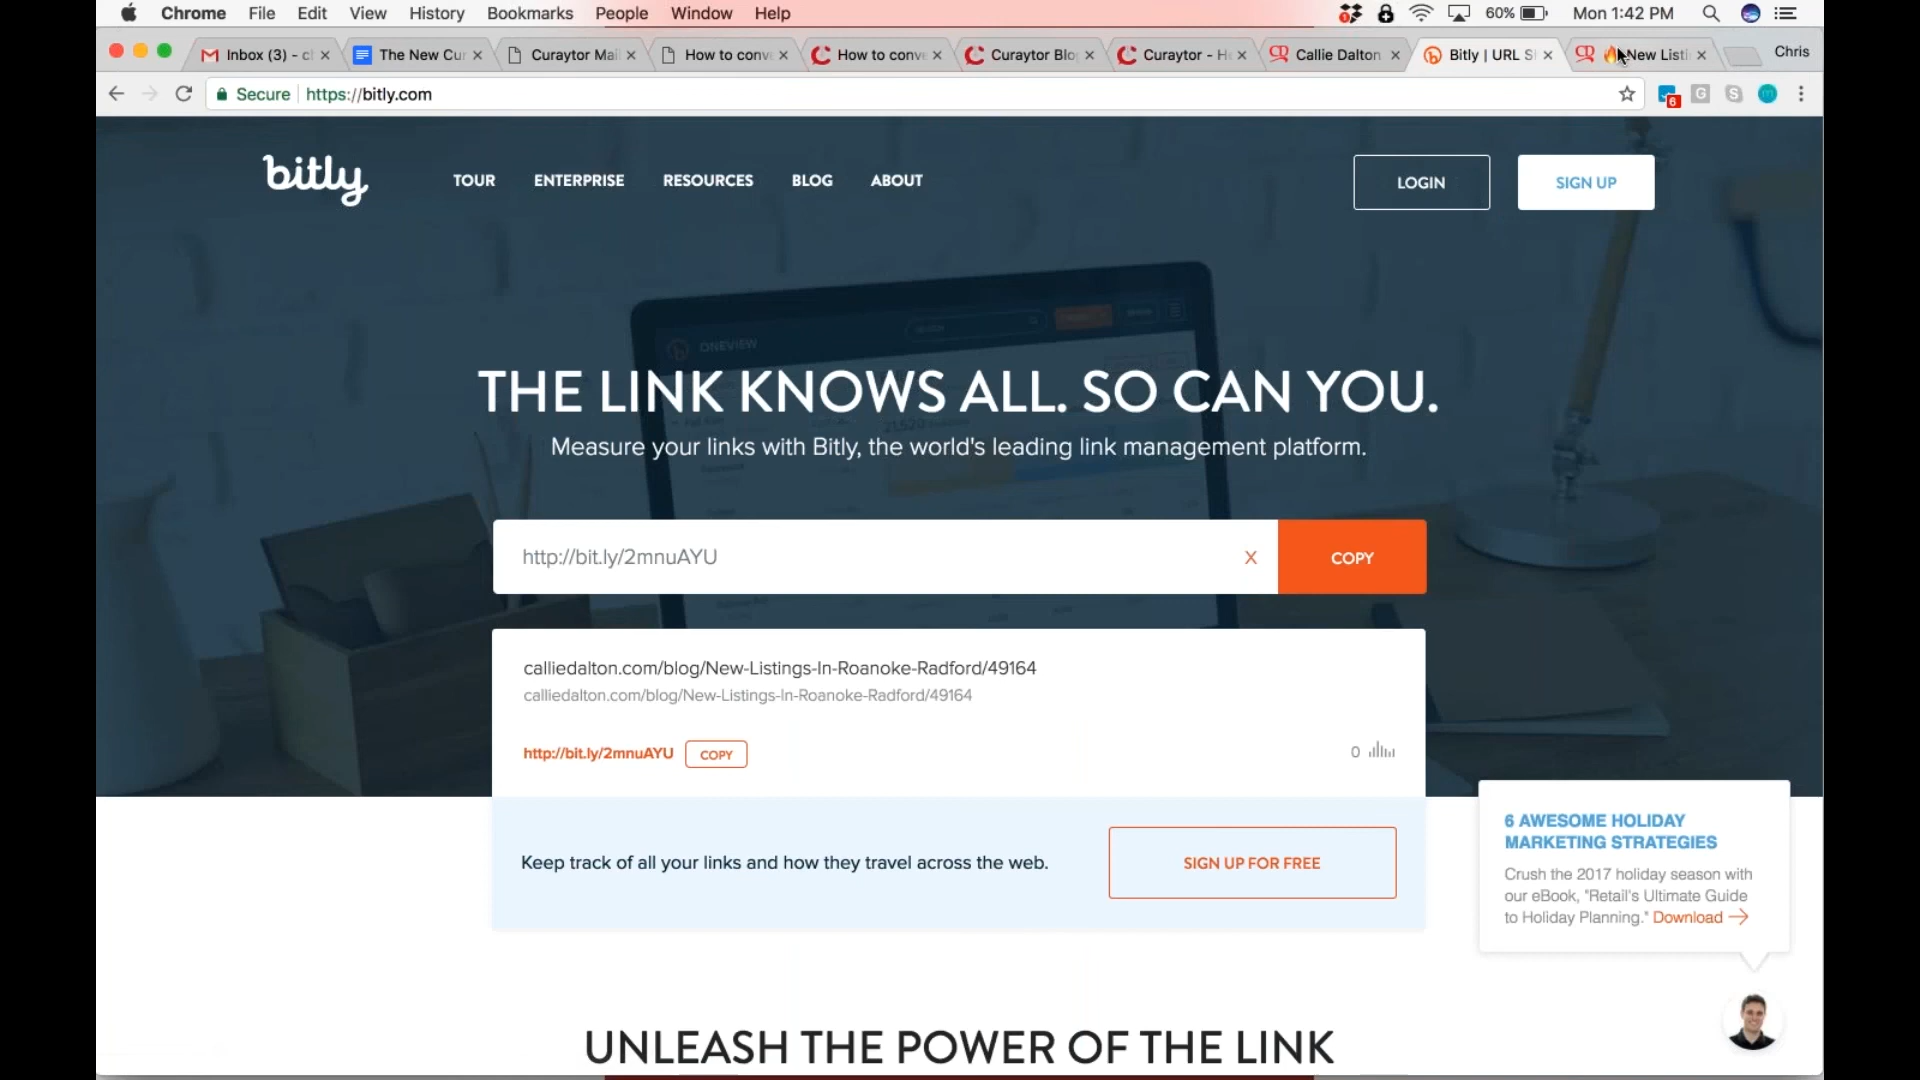 Chrome File Edit View History Bookmarks People Window Help 60% Mon 1:42 PM
Inbox (3) - c The New Cur Curaytor Mai How to conv How to conv Curaytor Blo Curaytor - H Callie Dalton Bitly | URL S New Listi Chris
Secure https://bitly.com 6 G S
bitly TOUR ENTERPRISE RESOURCES BLOG ABOUT LOGIN SIGN UP
ONEVIEW
THE LINK KNOWS ALL. SO CAN YOU.
Measure your links with Bitly, the world's leading link management platform.
http://bit.ly/2mnuAYU X COPY
calliedalton.com/blog/New-Listings-In-Roanoke-Radford/49164
calliedalton.com/blog/New-Listings-In-Roanoke-Radford/49164
http://bit.ly/2mnuAYU COPY 0
Keep track of all your links and how they travel across the web. SIGN UP FOR FREE
6 AWESOME HOLIDAY
MARKETING STRATEGIES
Crush the 2017 holiday season with
our eBook, "Retail's Ultimate Guide
to Holiday Planning." Download →
UNLEASH THE POWER OF THE LINK